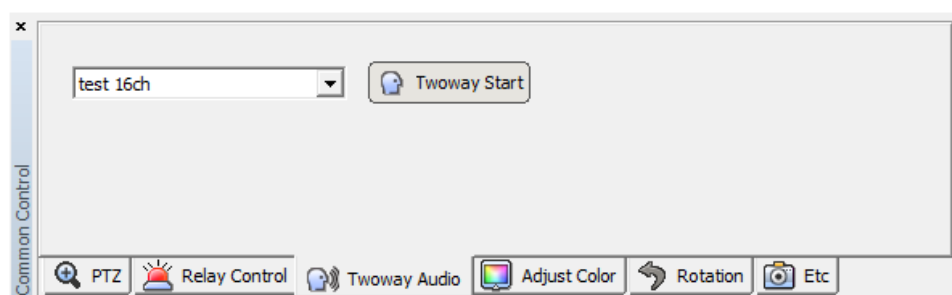 x
Common Control
test 16ch
Twoway Start
PTZ
Relay Control
Twoway Audio
Adjust Color
Rotation
Etc